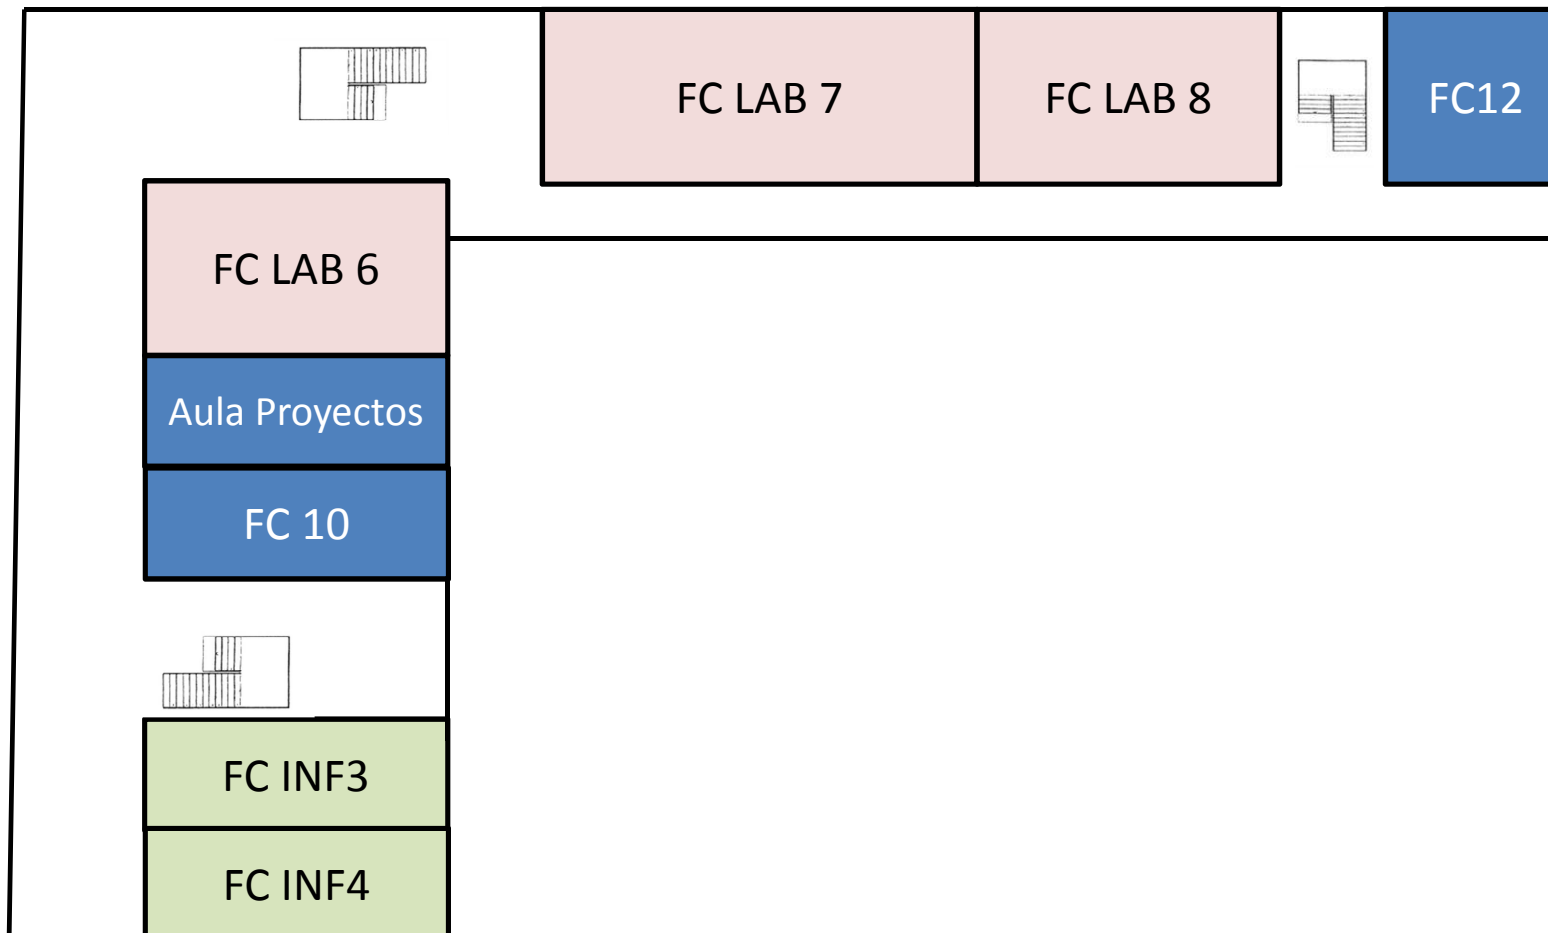 FC LAB 7
FC LAB 8
FC12
FC LAB 6
Aula Proyectos
FC 10
FC INF3
FC INF4